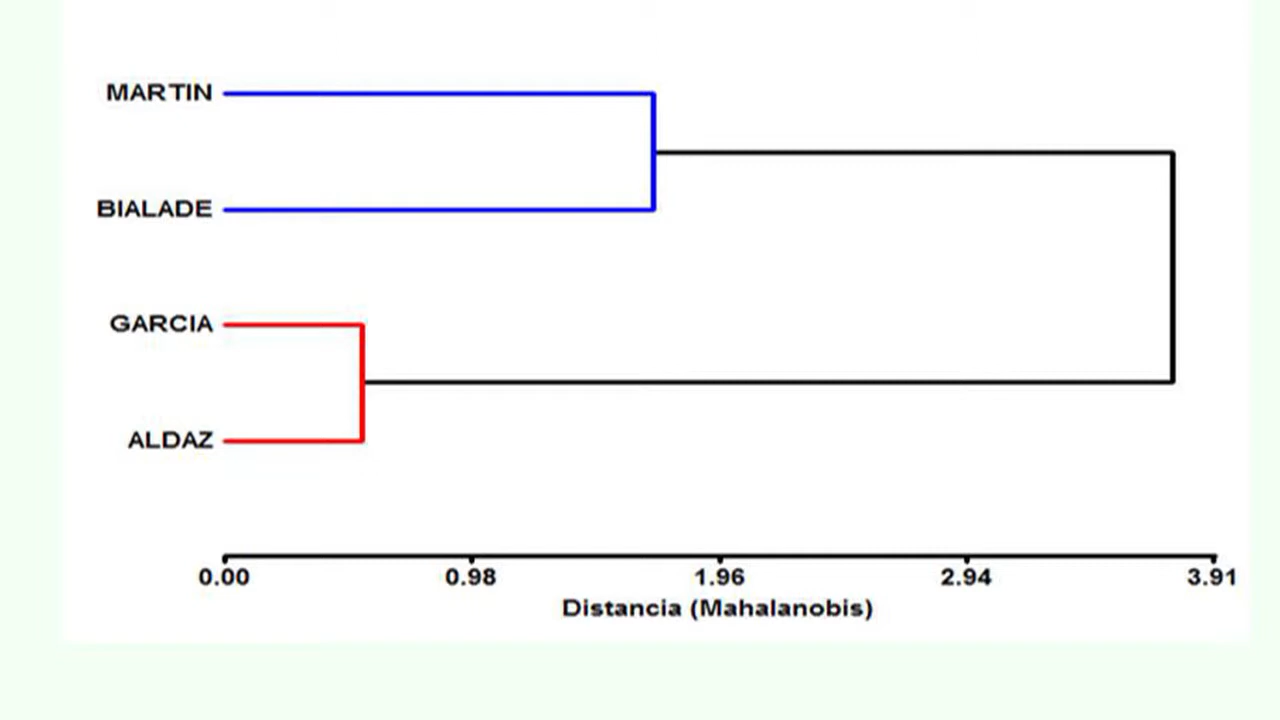 MARTIN
BIALADE
GARCIA
ALDAZ
0.00 0.98 1.96 2.94 3.91
Distancia (Mahalanobis)